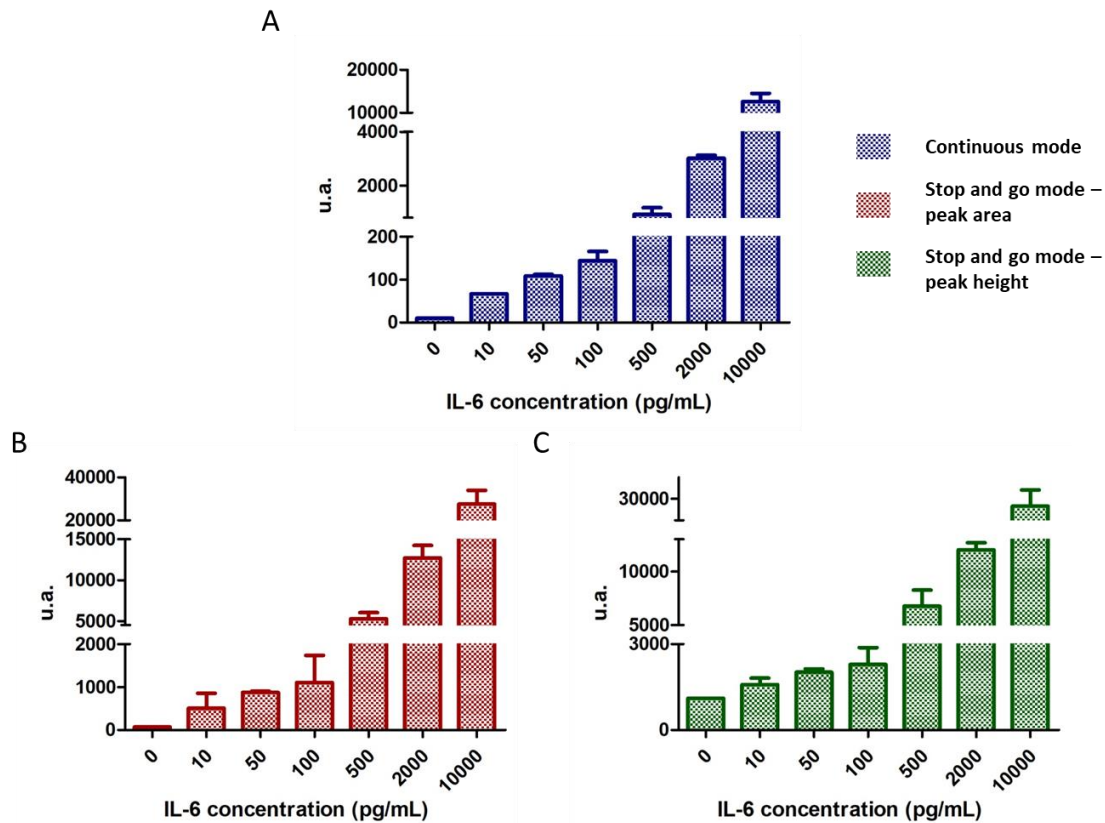 A
20000
10000
4000
2000
200
100
0
u.a.
0 10 50 100 500 2000 10000
IL-6 concentration (pg/mL)
Continuous mode
Stop and go mode –
peak area
Stop and go mode –
peak height
B
40000
20000
15000
10000
5000
2000
1000
0
u.a.
0 10 50 100 500 2000 10000
IL-6 concentration (pg/mL)
C
30000
10000
5000
3000
0
u.a.
0 10 50 100 500 2000 10000
IL-6 concentration (pg/mL)